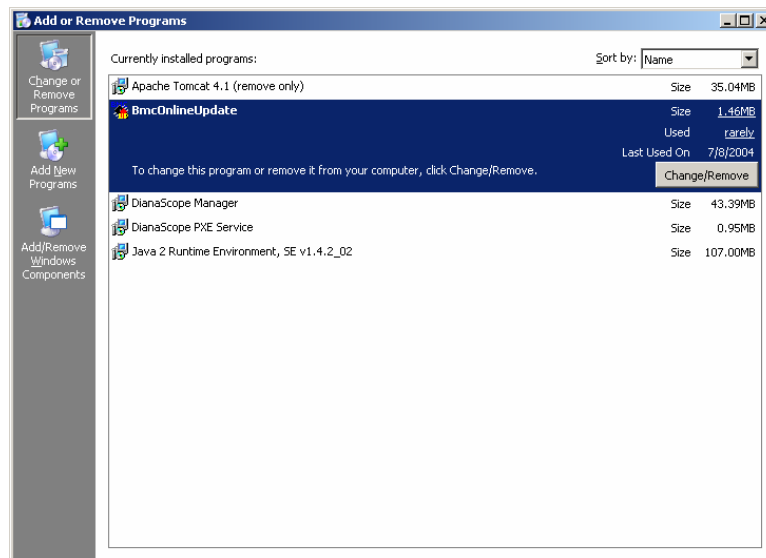 Add or Remove Programs
Change or
Remove
Programs
Add New
Programs
Add/Remove
Windows
Components
Currently installed programs:
Sort by: Name
Apache Tomcat 4.1 (remove only) Size 35.04MB
BmcOnlineUpdate Size 1.46MB
Used rarely
Last Used On 7/8/2004
To change this program or remove it from your computer, click Change/Remove. Change/Remove
DianaScope Manager Size 43.39MB
DianaScope PXE Service Size 0.95MB
Java 2 Runtime Environment, SE v1.4.2_02 Size 107.00MB